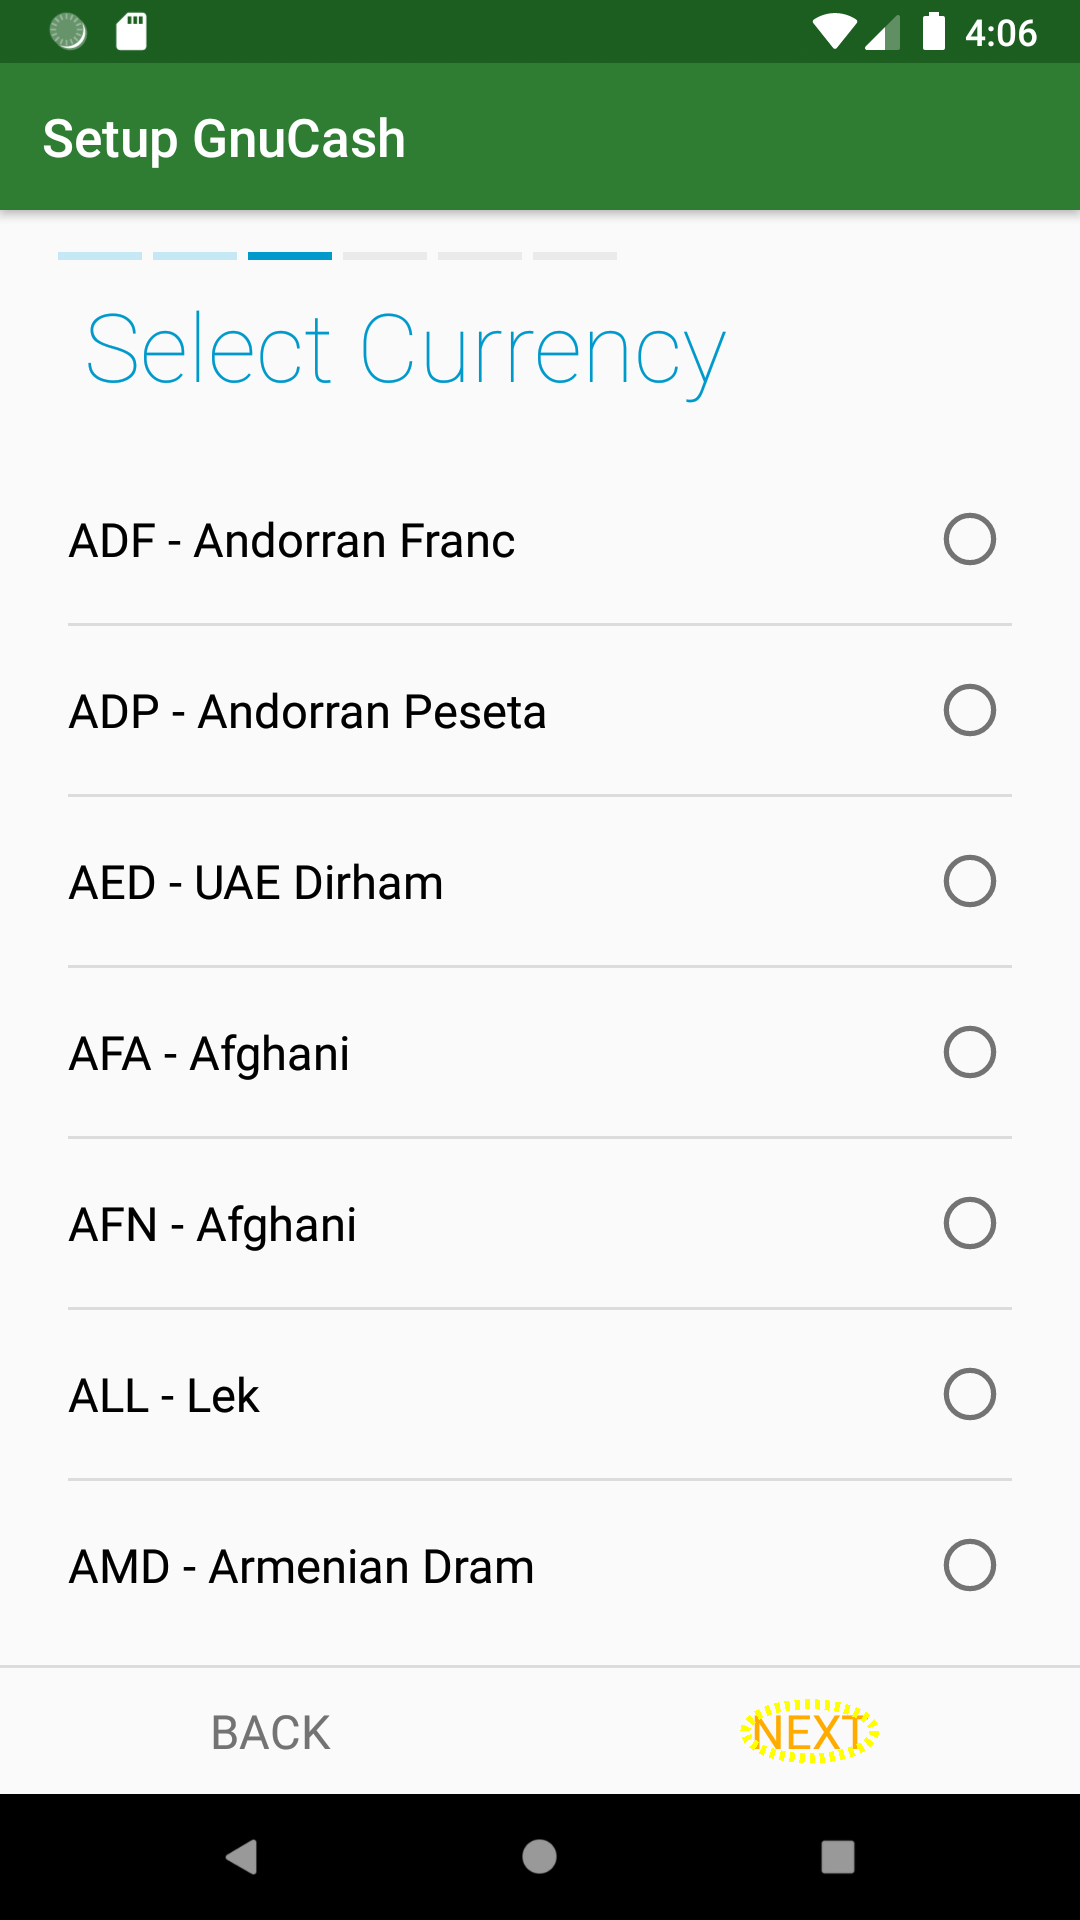 4:06
Setup GnuCash
Select Currency
ADF - Andorran Franc
ADP - Andorran Peseta
AED - UAE Dirham
AFA - Afghani
AFN - Afghani
ALL - Lek
AMD - Armenian Dram
BACK
NEXT